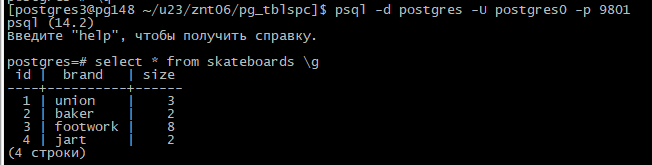 [postgres3@pg148 ~/u23/znt06/pg_tblspc]$ psql -d postgres -U postgres0 -p 9801
psql (14.2)
Введите "help", чтобы получить справку.
postgres=# select * from skateboards \g
 id |  brand   | size
----+----------+------
  1 | union    |    3
  2 | baker    |    2
  3 | footwork |    8
  4 | jart     |    2
(4 строки)